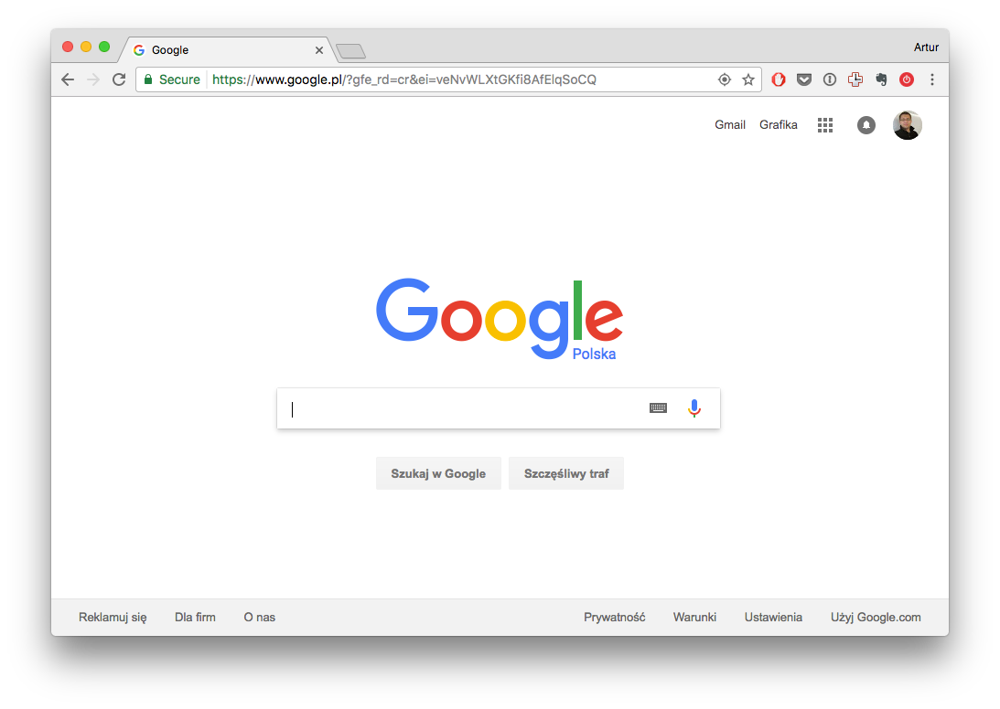 Google
Artur
Secure https://www.google.pl/?gfe_rd=cr&ei=veNvWLXtGKfi8AfElqSoCQ
Gmail Grafika
Google
Polska
Szukaj w Google Szczęśliwy traf
Reklamuj się Dla firm O nas Prywatność Warunki Ustawienia Użyj Google.com